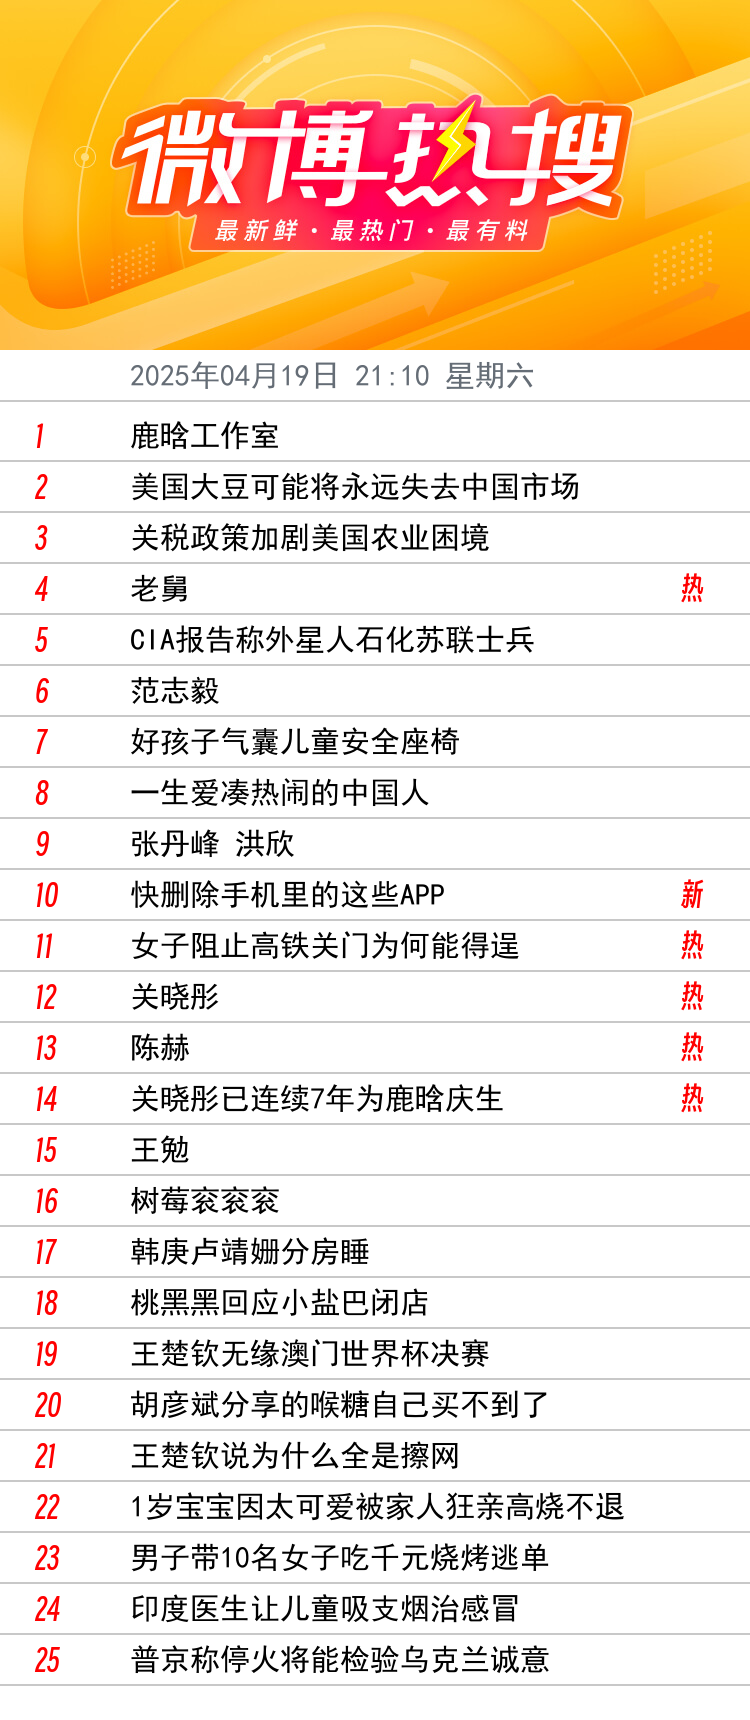 微博热搜
最新鲜·最热门·最有料
2025年04月19日 21:10 星期六
1 鹿晗工作室
2 美国大豆可能将永远失去中国市场
3 关税政策加剧美国农业困境
4 老舅 热
5 CIA报告称外星人石化苏联士兵
6 范志毅
7 好孩子气囊儿童安全座椅
8 一生爱凑热闹的中国人
9 张丹峰 洪欣
10 快删除手机里的这些APP 新
11 女子阻止高铁关门为何能得逞 热
12 关晓彤 热
13 陈赫 热
14 关晓彤已连续7年为鹿晗庆生 热
15 王勉
16 树莓衮衮衮
17 韩庚卢靖姗分房睡
18 桃黑黑回应小盐巴闭店
19 王楚钦无缘澳门世界杯决赛
20 胡彦斌分享的喉糖自己买不到了
21 王楚钦说为什么全是擦网
22 1岁宝宝因太可爱被家人狂亲高烧不退
23 男子带10名女子吃千元烧烤逃单
24 印度医生让儿童吸支烟治感冒
25 普京称停火将能检验乌克兰诚意